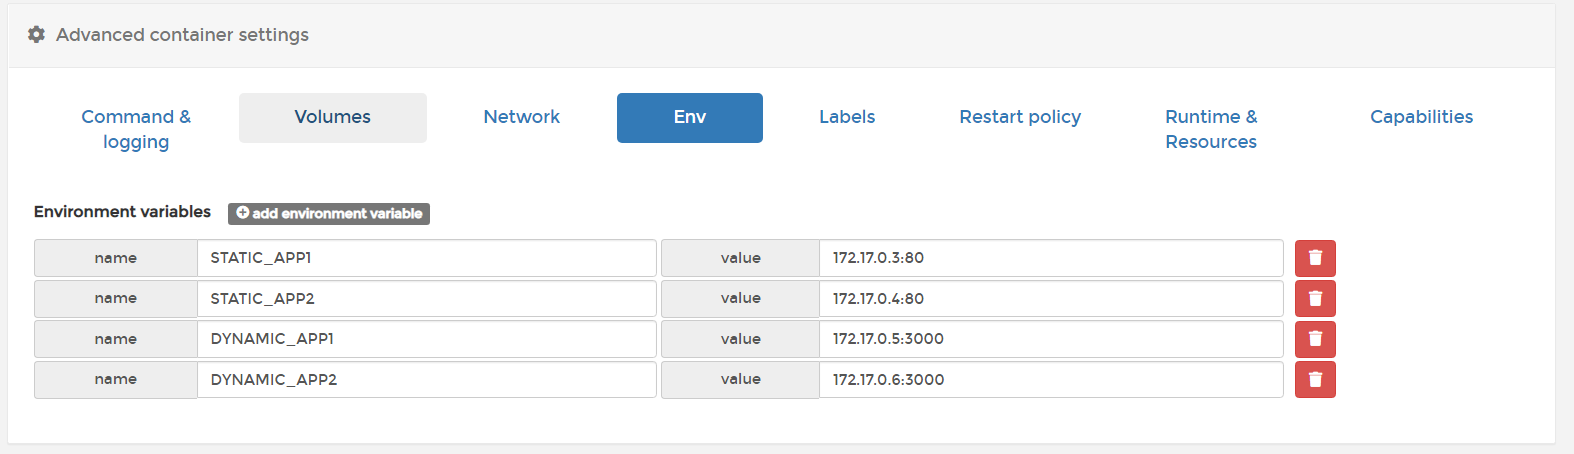 Advanced container settings
Command & logging
Volumes
Network
Env
Labels
Restart policy
Runtime & Resources
Capabilities
Environment variables add environment variable
name STATIC_APP1 value 172.17.0.3:80
name STATIC_APP2 value 172.17.0.4:80
name DYNAMIC_APP1 value 172.17.0.5:3000
name DYNAMIC_APP2 value 172.17.0.6:3000